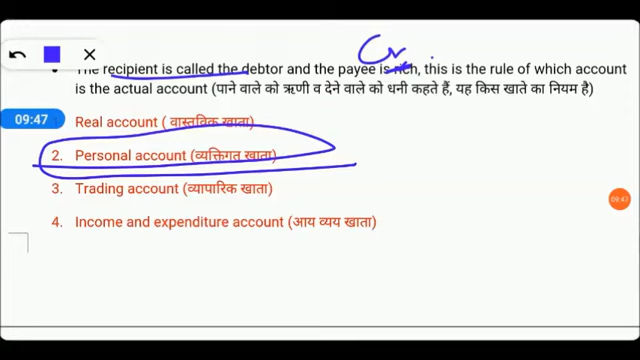 Cr
The recipient is called the debtor and the payee is rich, this is the rule of which account
is the actual account (पाने वाले को ऋणी व देने वाले को धनी कहते हैं, यह किस खाते का नियम है)
09:47
Real account ( वास्तविक खाता)
2. Personal account (व्यक्तिगत खाता)
3. Trading account (व्यापारिक खाता)
09:47
4. Income and expenditure account (आय व्यय खाता)